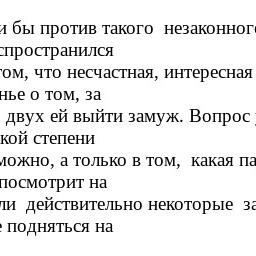 и бы против такого незаконног
спространился
том, что несчастная, интересная
нье о том, за
двух ей выйти замуж. Вопрос
кой степени
можно, а только в том, какая па
посмотрит на
ли действительно некоторые за
е подняться на